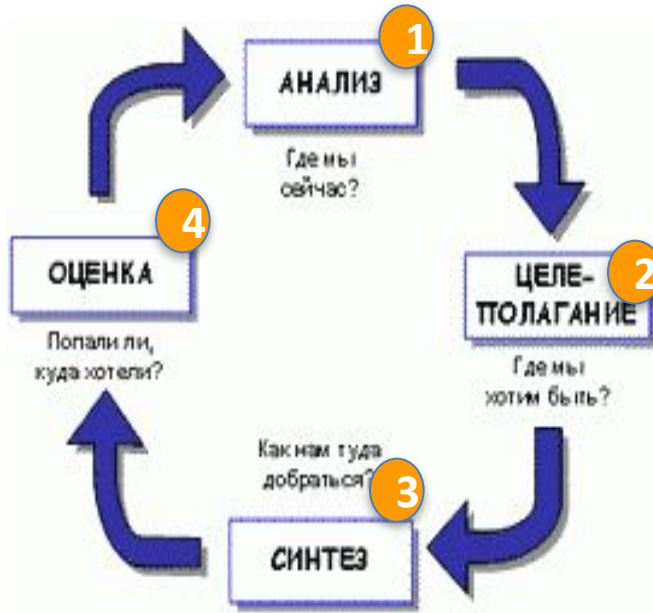 1
АНАЛИЗ
Где мы
сейчас?
2
ЦЕЛЕ-
ПОЛАГАНИЕ
Где мы
хотим быть?
3
Как нам туда
добраться?
СИНТЕЗ
4
ОЦЕНКА
Попали ли,
куда хотели?